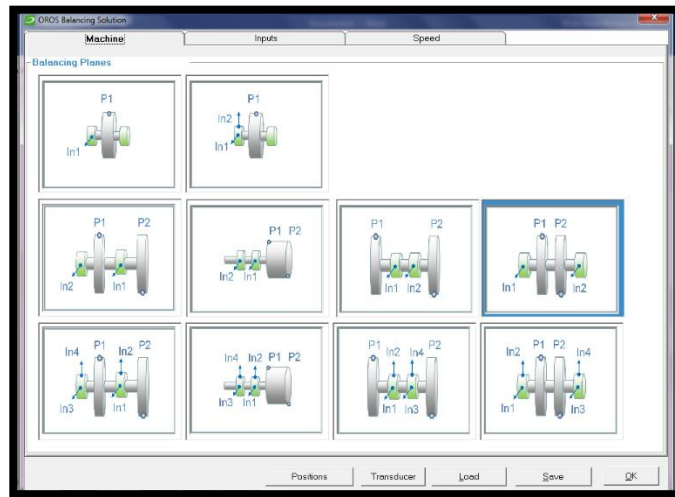 OROS Balancing Solution
Machine Inputs Speed
Balancing Planes
P1
In1
P1
In2
In1
P1 P2
In2 In1
P1 P2
In2 In1
P1 P2
In1 In2
P1 P2
In1 In2
In4 P1 In2 P2
In3 In1
In4 In2 P1 P2
In3 In1
P1 In2 In4 P2
In1 In3
In2 P1 P2 In4
In1 In3
Positions Transducer Load Save OK